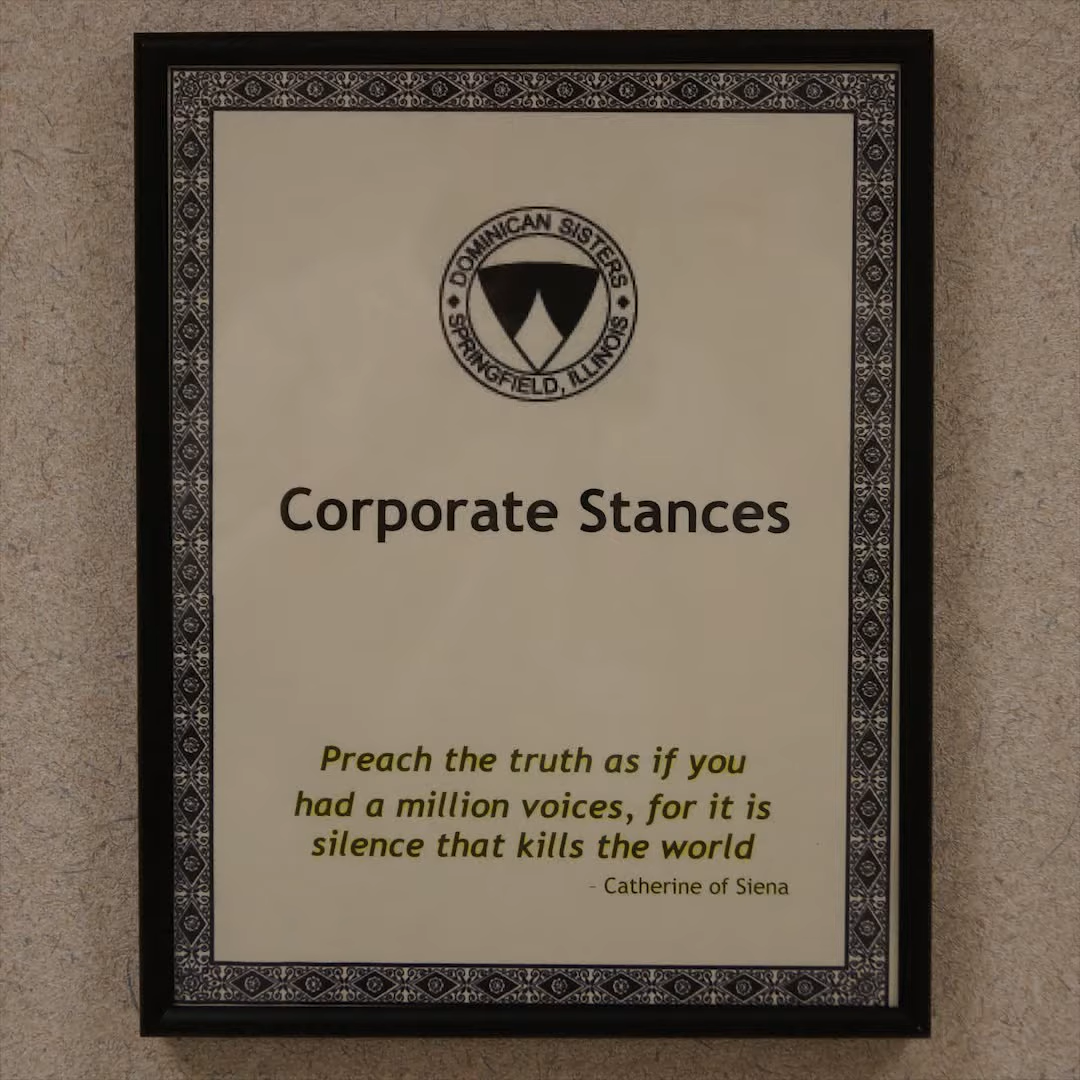 DOMINICAN SISTERS
SPRINGFIELD, ILLINOIS
Corporate Stances
Preach the truth as if you
had a million voices, for it is
silence that kills the world
- Catherine of Siena